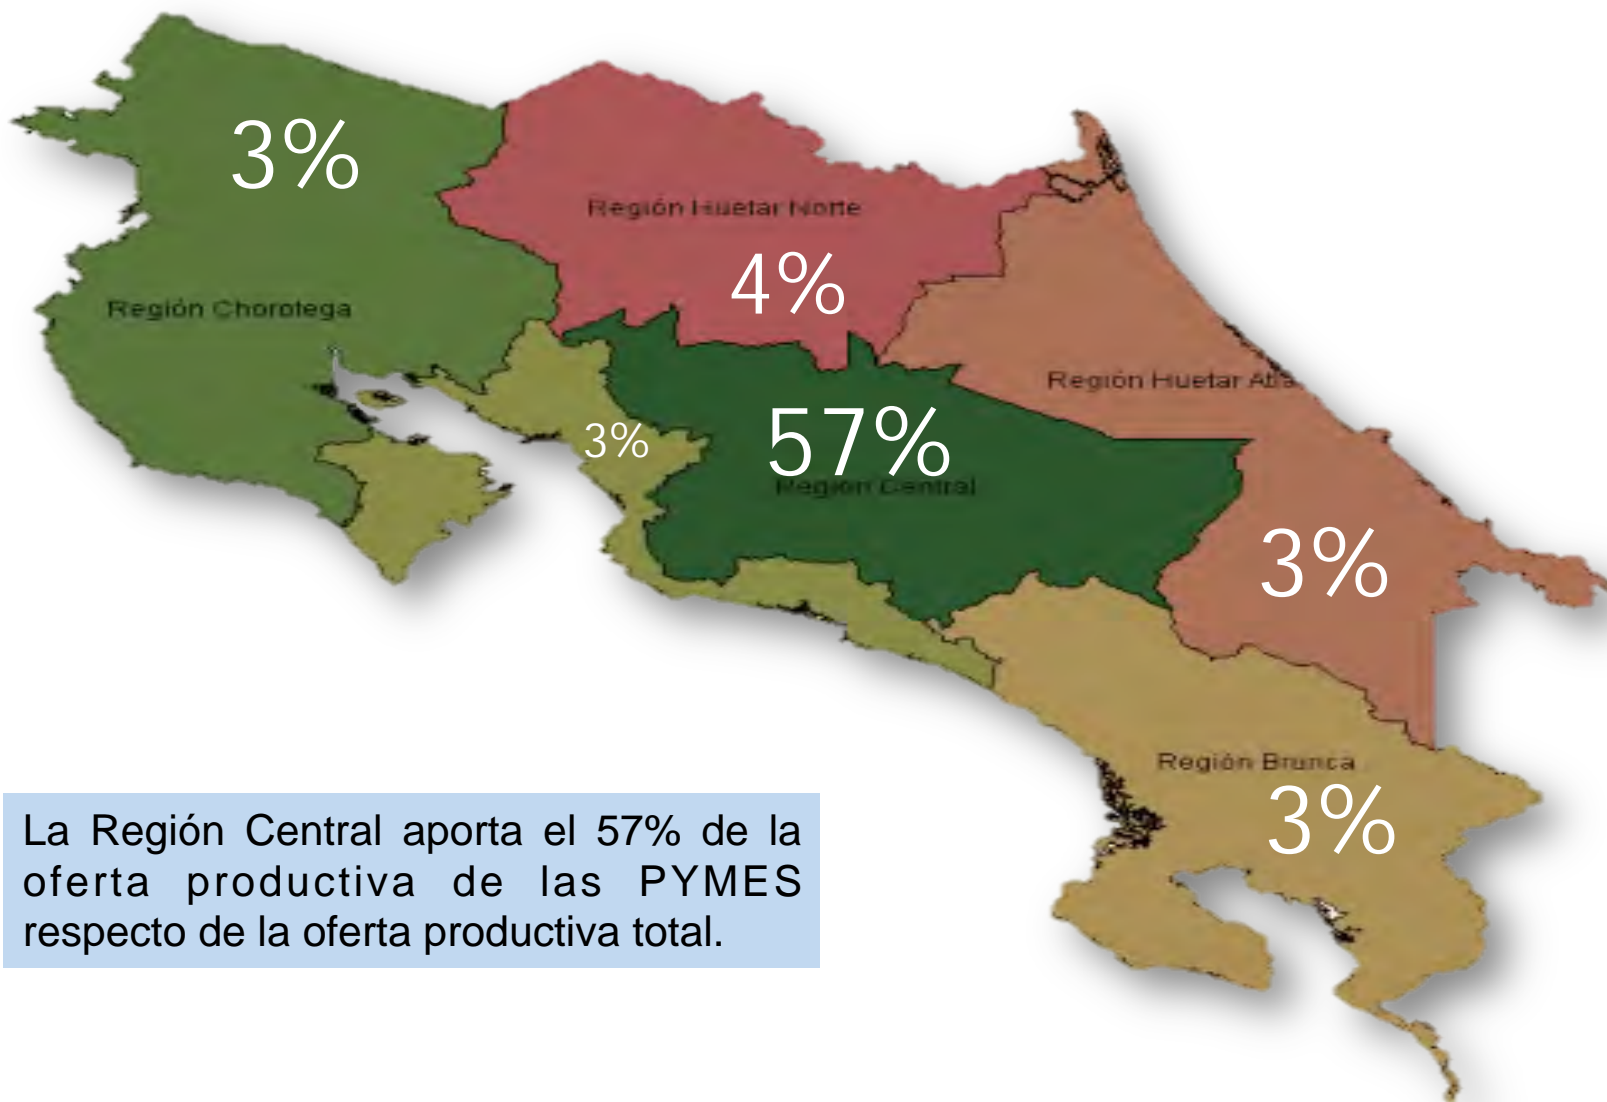 3%
Región Huetar Norte
4%
Región Chorotega
Región Huetar Atla
3%
57%
Región Central
3%
Región Brunca
3%
La Región Central aporta el 57% de la
oferta productiva de las PYMES
respecto de la oferta productiva total.